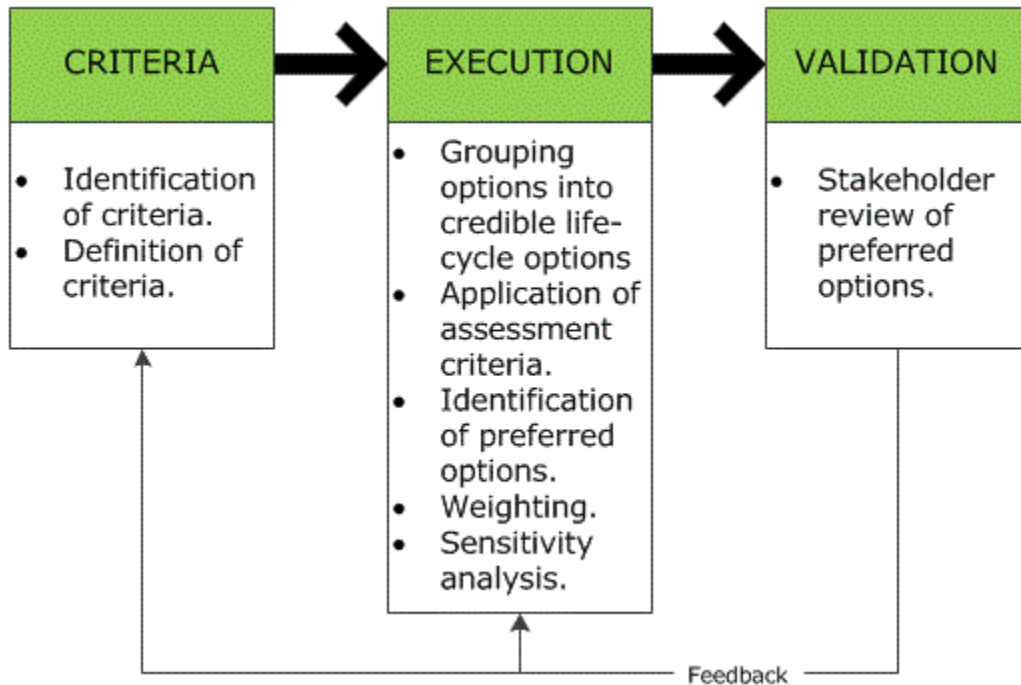 CRITERIA
• Identification
of criteria.
• Definition of
criteria.
EXECUTION
• Grouping
options into
credible life-
cycle options
• Application of
assessment
criteria.
• Identification
of preferred
options.
• Weighting.
• Sensitivity
analysis.
VALIDATION
• Stakeholder
review of
preferred
options.
Feedback